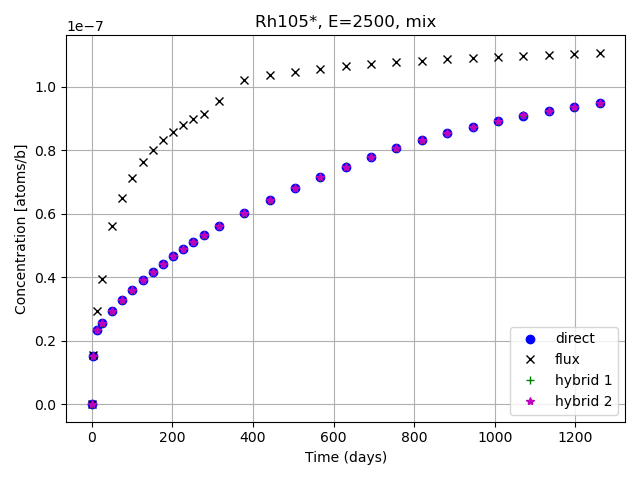 Rh105*, E=2500, mix
1e−7
1.0
0.8
0.6
0.4
0.2
0.0
Concentration [atoms/b]
0 200 400 600 800 1000 1200
Time (days)
direct
flux
hybrid 1
hybrid 2